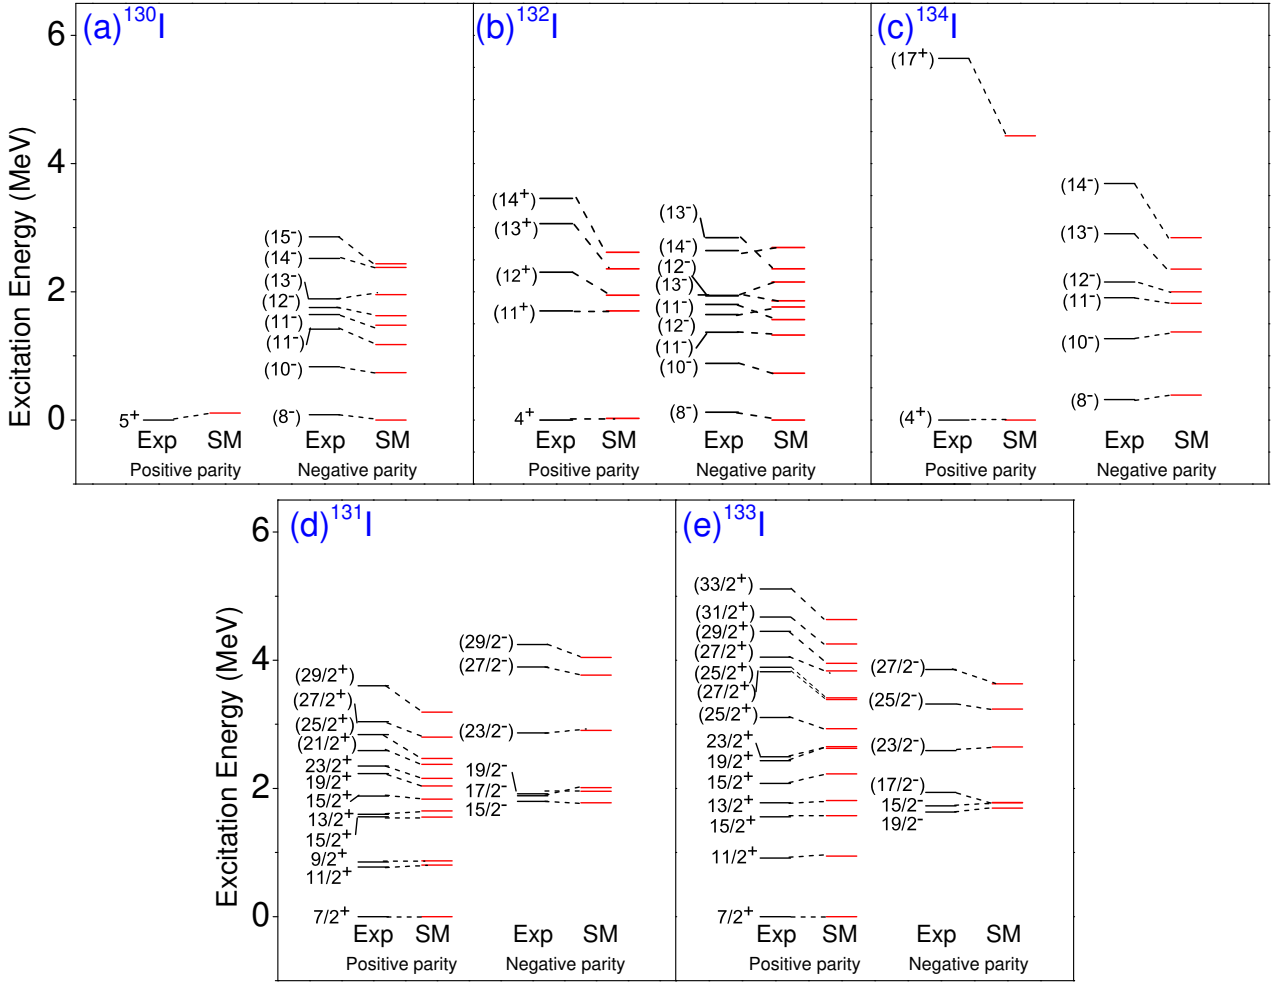 (a)¹³⁰I
(b)¹³²I
(c)¹³⁴I
Excitation Energy (MeV)
6
4
2
0
(15⁻)
(14⁻)
(13⁻)
(12⁻)
(11⁻)
(11⁻)
(10⁻)
5⁺
(8⁻)
Exp SM
Positive parity
Exp SM
Negative parity
(14⁺)
(13⁺)
(12⁺)
(11⁺)
4⁺
(13⁻)
(14⁻)
(12⁻)
(13⁻)
(11⁻)
(12⁻)
(11⁻)
(10⁻)
(8⁻)
Exp SM
Positive parity
Exp SM
Negative parity
(17⁺)
(4⁺)
(14⁻)
(13⁻)
(12⁻)
(11⁻)
(10⁻)
(8⁻)
Exp SM
Positive parity
Exp SM
Negative parity
(d)¹³¹I
(e)¹³³I
Excitation Energy (MeV)
6
4
2
0
(29/2⁺)
(27/2⁺)
(25/2⁺)
(21/2⁺)
23/2⁺
19/2⁺
15/2⁺
13/2⁺
15/2⁺
9/2⁺
11/2⁺
7/2⁺
(29/2⁻)
(27/2⁻)
(23/2⁻)
19/2⁻
17/2⁻
15/2⁻
Exp SM
Positive parity
Exp SM
Negative parity
(33/2⁺)
(31/2⁺)
(29/2⁺)
(27/2⁺)
(25/2⁺)
(27/2⁺)
(25/2⁺)
23/2⁺
19/2⁺
15/2⁺
13/2⁺
15/2⁺
11/2⁺
7/2⁺
(27/2⁻)
(25/2⁻)
(23/2⁻)
(17/2⁻)
15/2⁻
19/2⁻
Exp SM
Positive parity
Exp SM
Negative parity